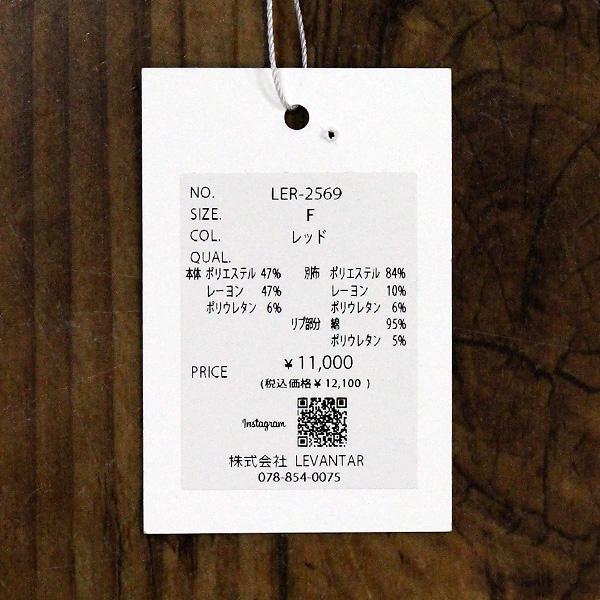 NO. LER-2569
SIZE. F
COL. レッド
QUAL.
本体 ポリエステル 47% 別布 ポリエステル 84%
レーヨン 47% レーヨン 10%
ポリウレタン 6% ポリウレタン 6%
リブ部分 綿 95%
ポリウレタン 5%
PRICE ¥11,000
(税込価格¥12,100 )
Instagram
株式会社 LEVANTAR
078-854-0075